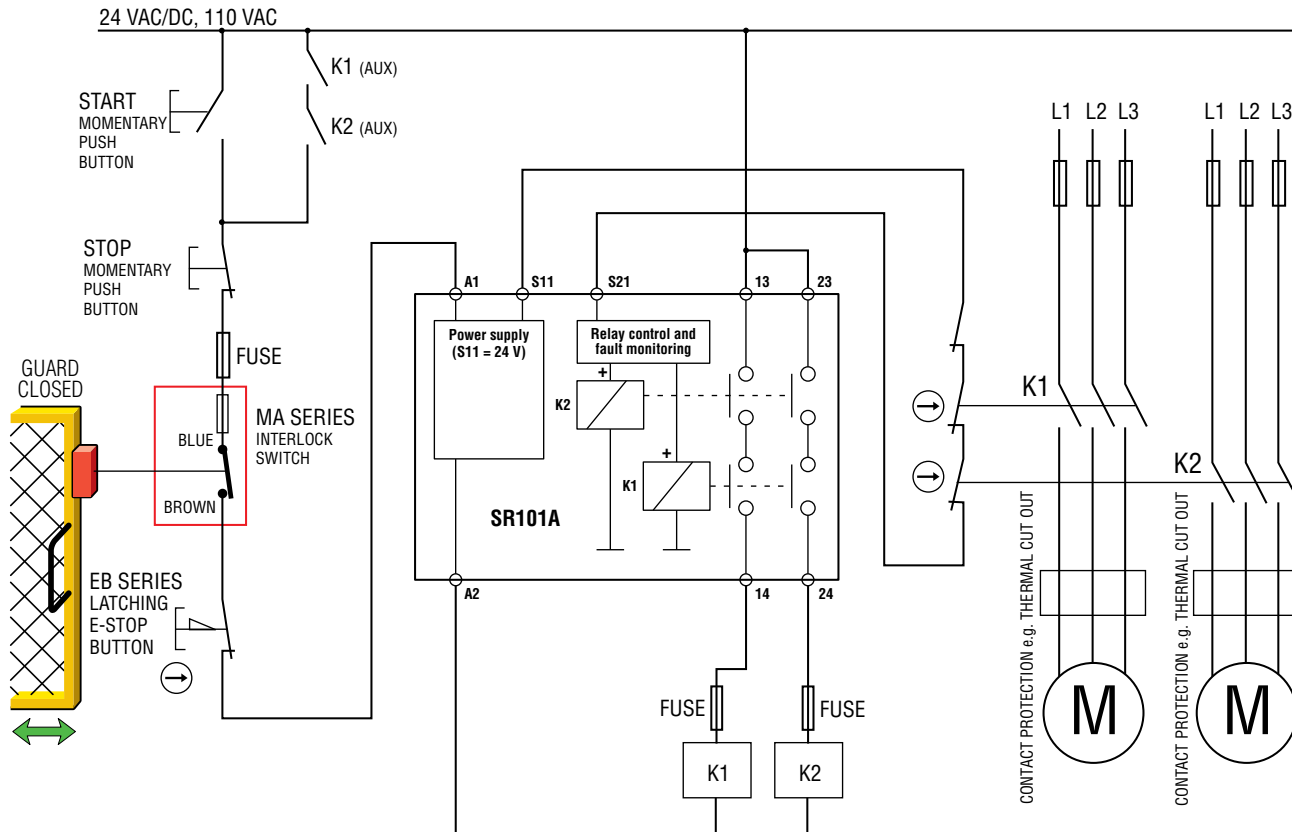 24 VAC/DC, 110 VAC
K1 (AUX)
K2 (AUX)
START
MOMENTARY
PUSH
BUTTON
L1 L2 L3
L1 L2 L3
STOP
MOMENTARY
PUSH
BUTTON
A1
S11
S21
13
23
Power supply
(S11 = 24 V)
Relay control and
fault monitoring
FUSE
GUARD
CLOSED
MA SERIES
INTERLOCK
SWITCH
BLUE
BROWN
+
K2
+
K1
SR101A
K1
K2
EB SERIES
LATCHING
E-STOP
BUTTON
A2
14
24
FUSE
FUSE
K1
K2
CONTACT PROTECTION e.g. THERMAL CUT OUT
M
CONTACT PROTECTION e.g. THERMAL CUT OUT
M